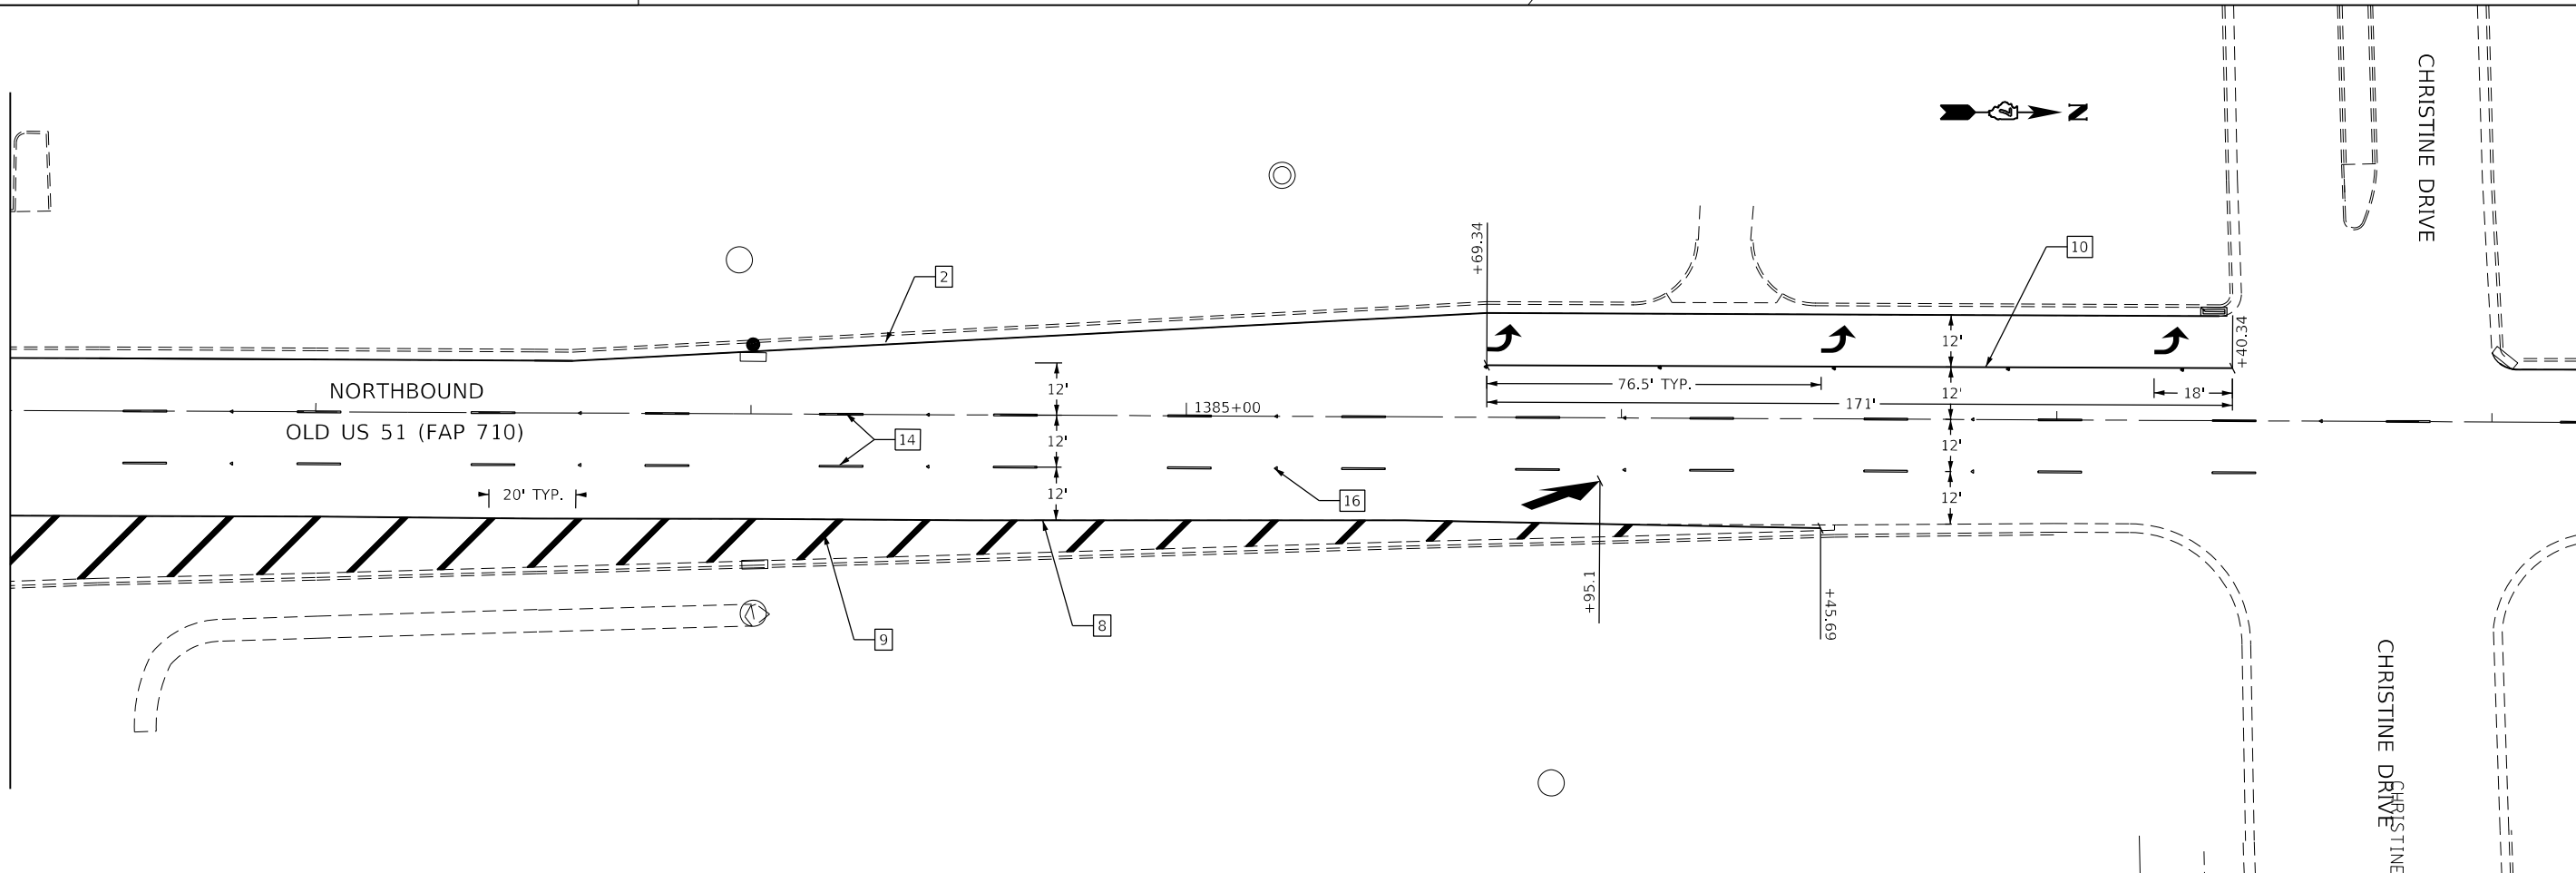 CHRISTINE DRIVE
N
+69.34
10
2
+40.34
12'
12'
NORTHBOUND
76.5' TYP.
18'
12'
171'
1385+00
OLD US 51 (FAP 710)
14
12'
12'
20' TYP.
12'
16
12'
+95.1
+45.69
8
9
CHRISTINE DRIVE
CHRISTINE